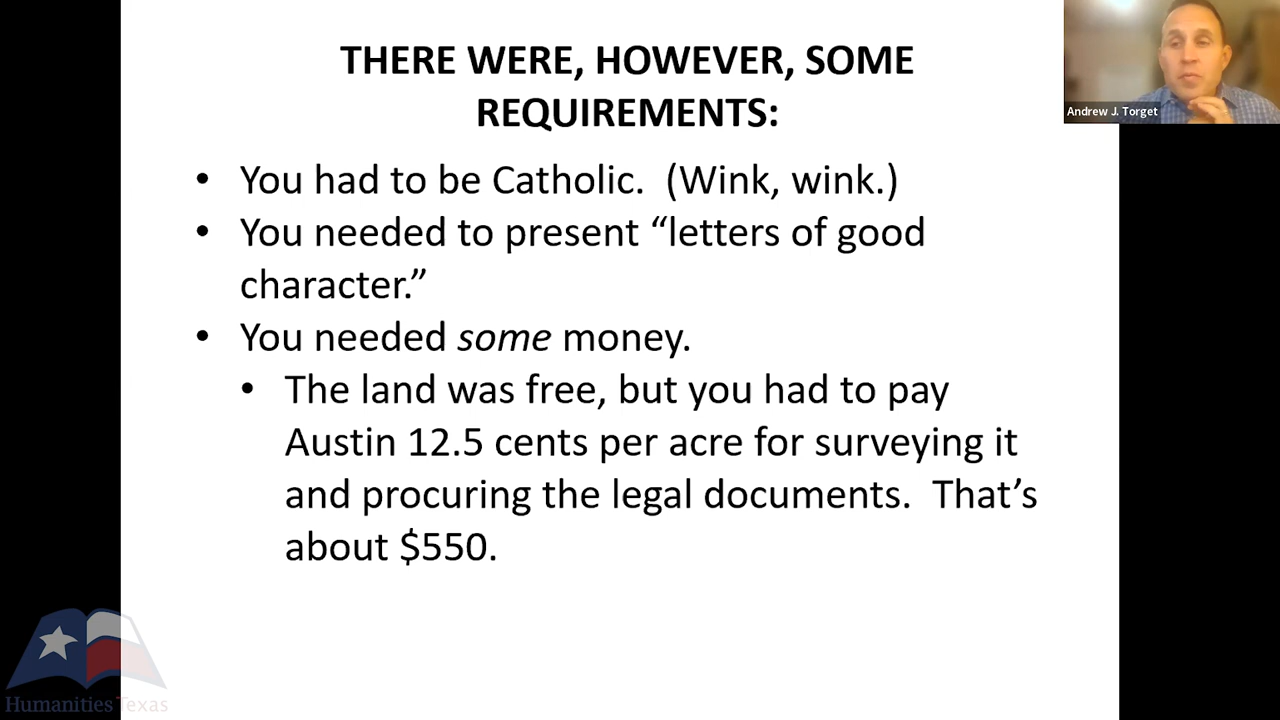 THERE WERE, HOWEVER, SOME
REQUIREMENTS:
• You had to be Catholic.  (Wink, wink.)
• You needed to present “letters of good
character.”
• You needed some money.
• The land was free, but you had to pay
Austin 12.5 cents per acre for surveying it
and procuring the legal documents.  That’s
about $550.
Andrew J. Torget
Humanities Texas